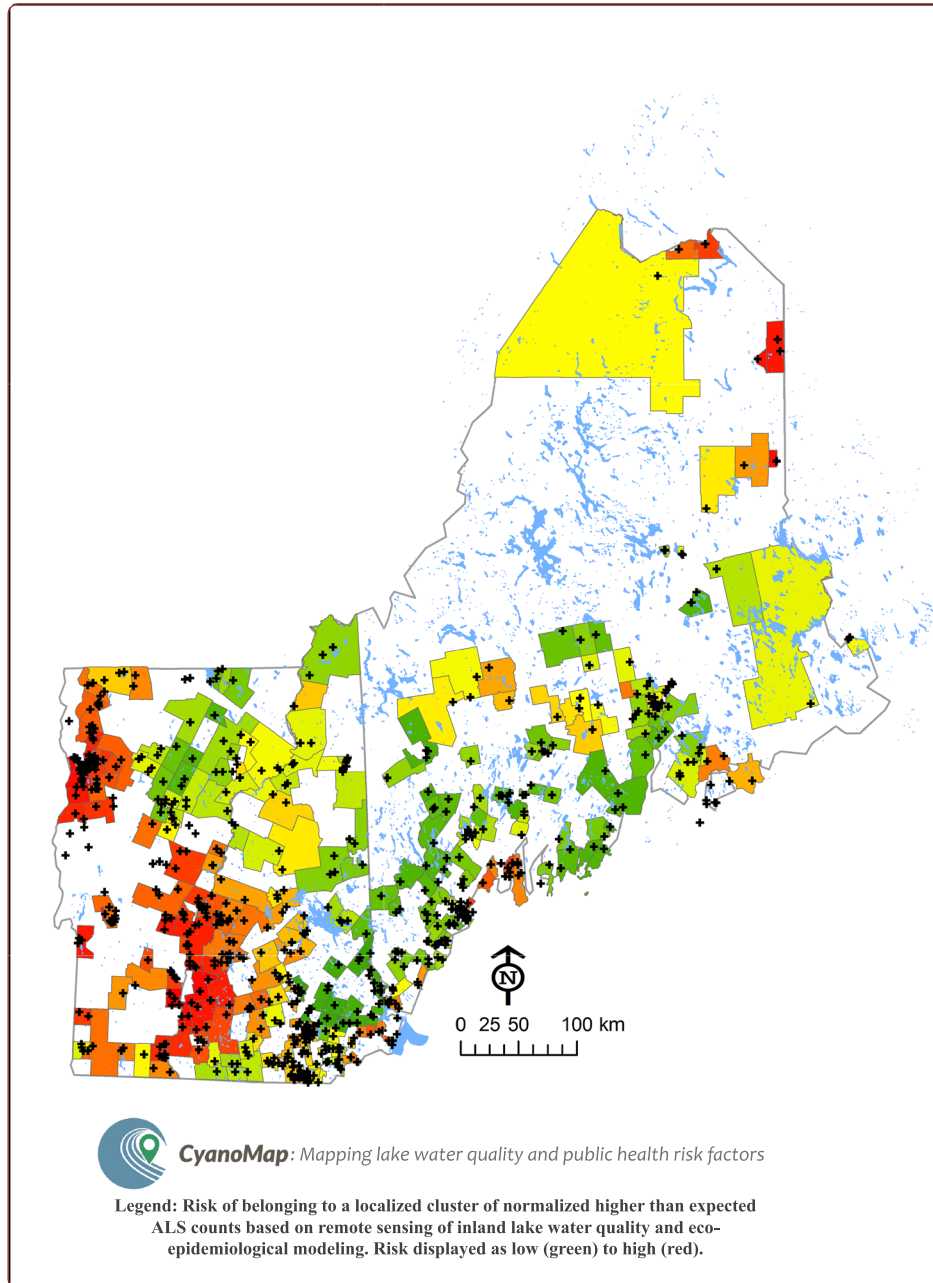 N
0 25 50 100 km
CyanoMap: Mapping lake water quality and public health risk factors
Legend: Risk of belonging to a localized cluster of normalized higher than expected
ALS counts based on remote sensing of inland lake water quality and eco-
epidemiological modeling. Risk displayed as low (green) to high (red).